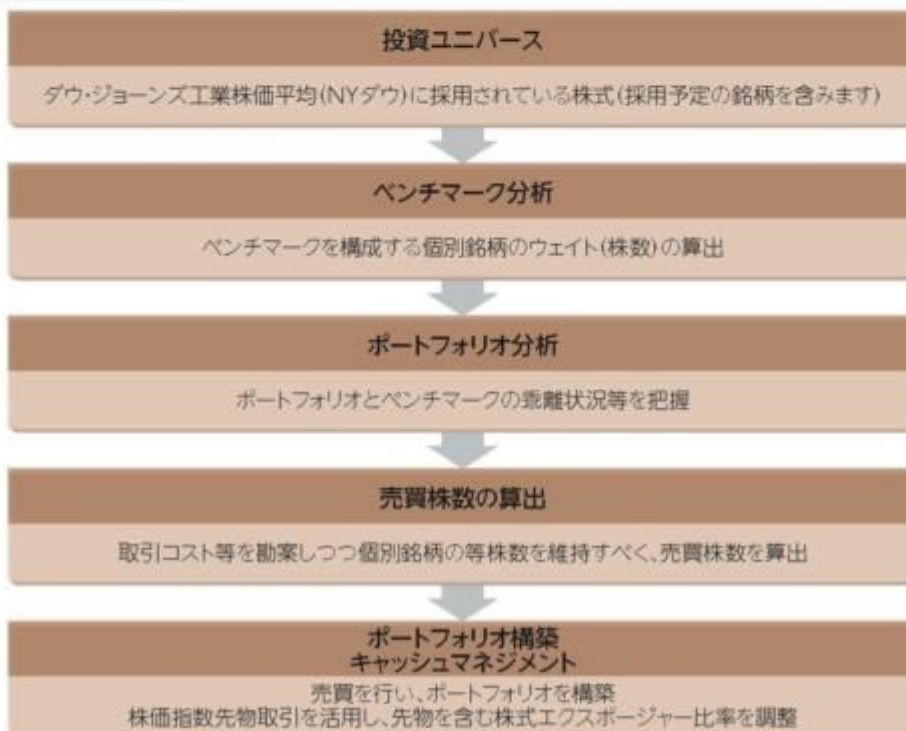 投資ユニバース
ダウ・ジョーンズ工業株価平均(NYダウ)に採用されている株式(採用予定の銘柄を含みます)
ベンチマーク分析
ベンチマークを構成する個別銘柄のウェイト(株数)の算出
ポートフォリオ分析
ポートフォリオとベンチマークの乖離状況等を把握
売買株数の算出
取引コスト等を勘案しつつ個別銘柄の等株数を維持すべく、売買株数を算出
ポートフォリオ構築
キャッシュマネジメント
売買を行い、ポートフォリオを構築
株価指数先物取引を活用し、先物を含む株式エクスポージャー比率を調整